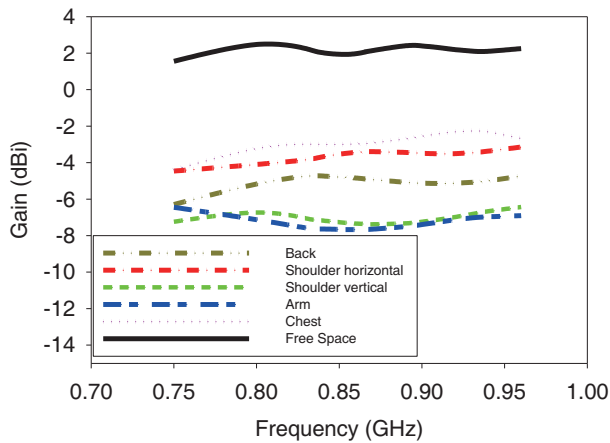 4
2
0
-2
-4
-6
-8
-10
-12
-14
Gain (dBi)
Back
Shoulder horizontal
Shoulder vertical
Arm
Chest
Free Space
0.70 0.75 0.80 0.85 0.90 0.95 1.00
Frequency (GHz)